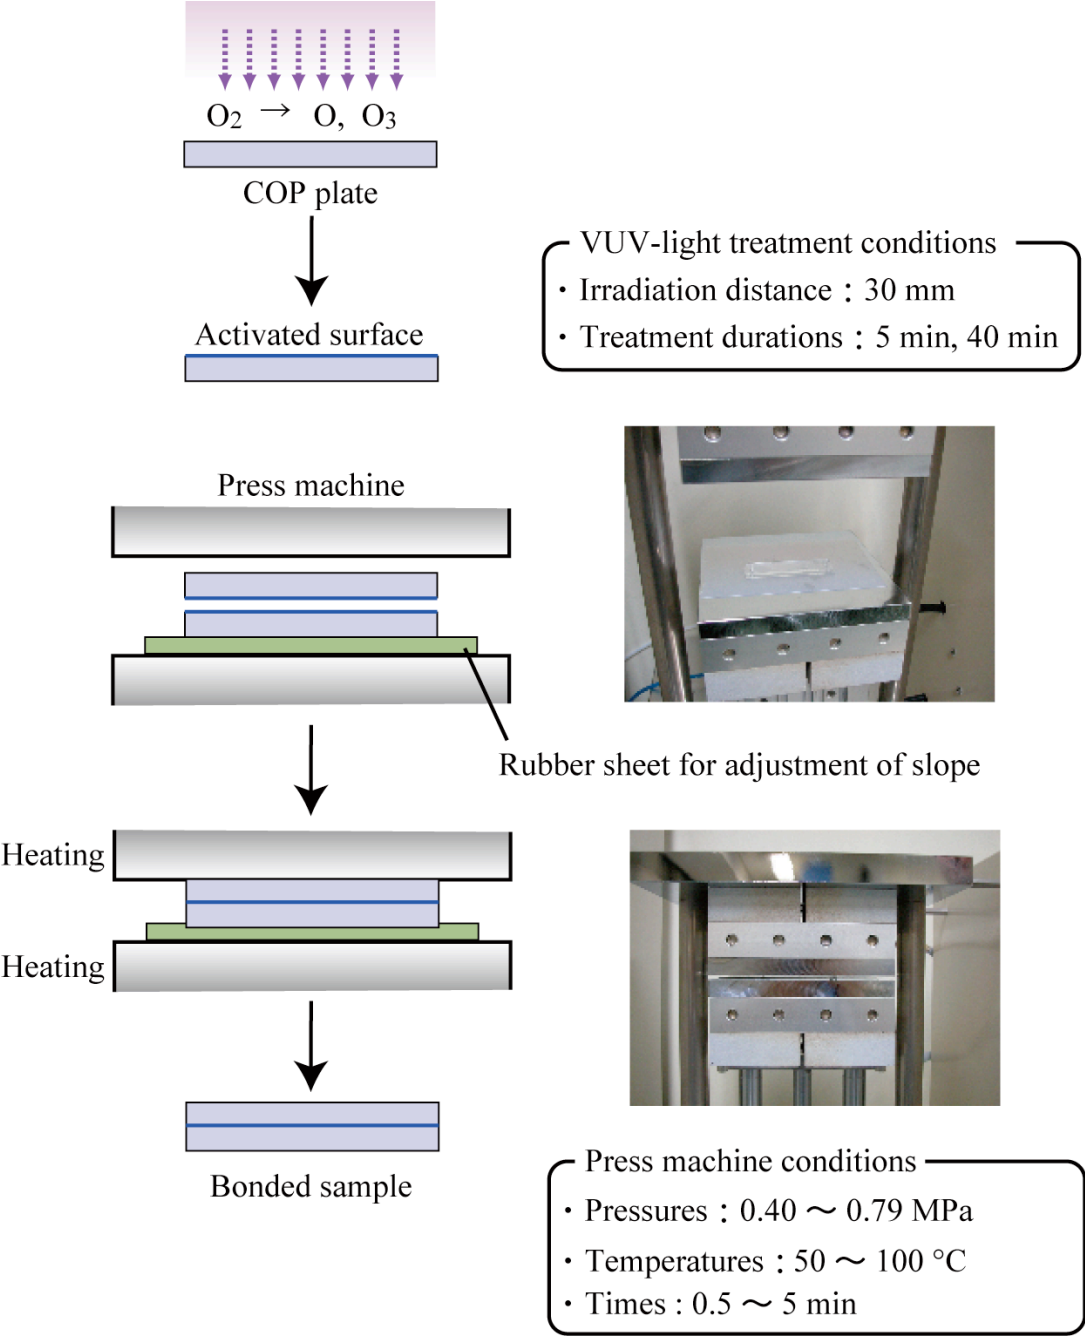 O2 → O, O3
COP plate
VUV-light treatment conditions
・Irradiation distance：30 mm
・Treatment durations：5 min, 40 min
Activated surface
Press machine
Rubber sheet for adjustment of slope
Heating
Heating
Bonded sample
Press machine conditions
・Pressures：0.40 ～ 0.79 MPa
・Temperatures：50 ～ 100 °C
・Times : 0.5 ～ 5 min